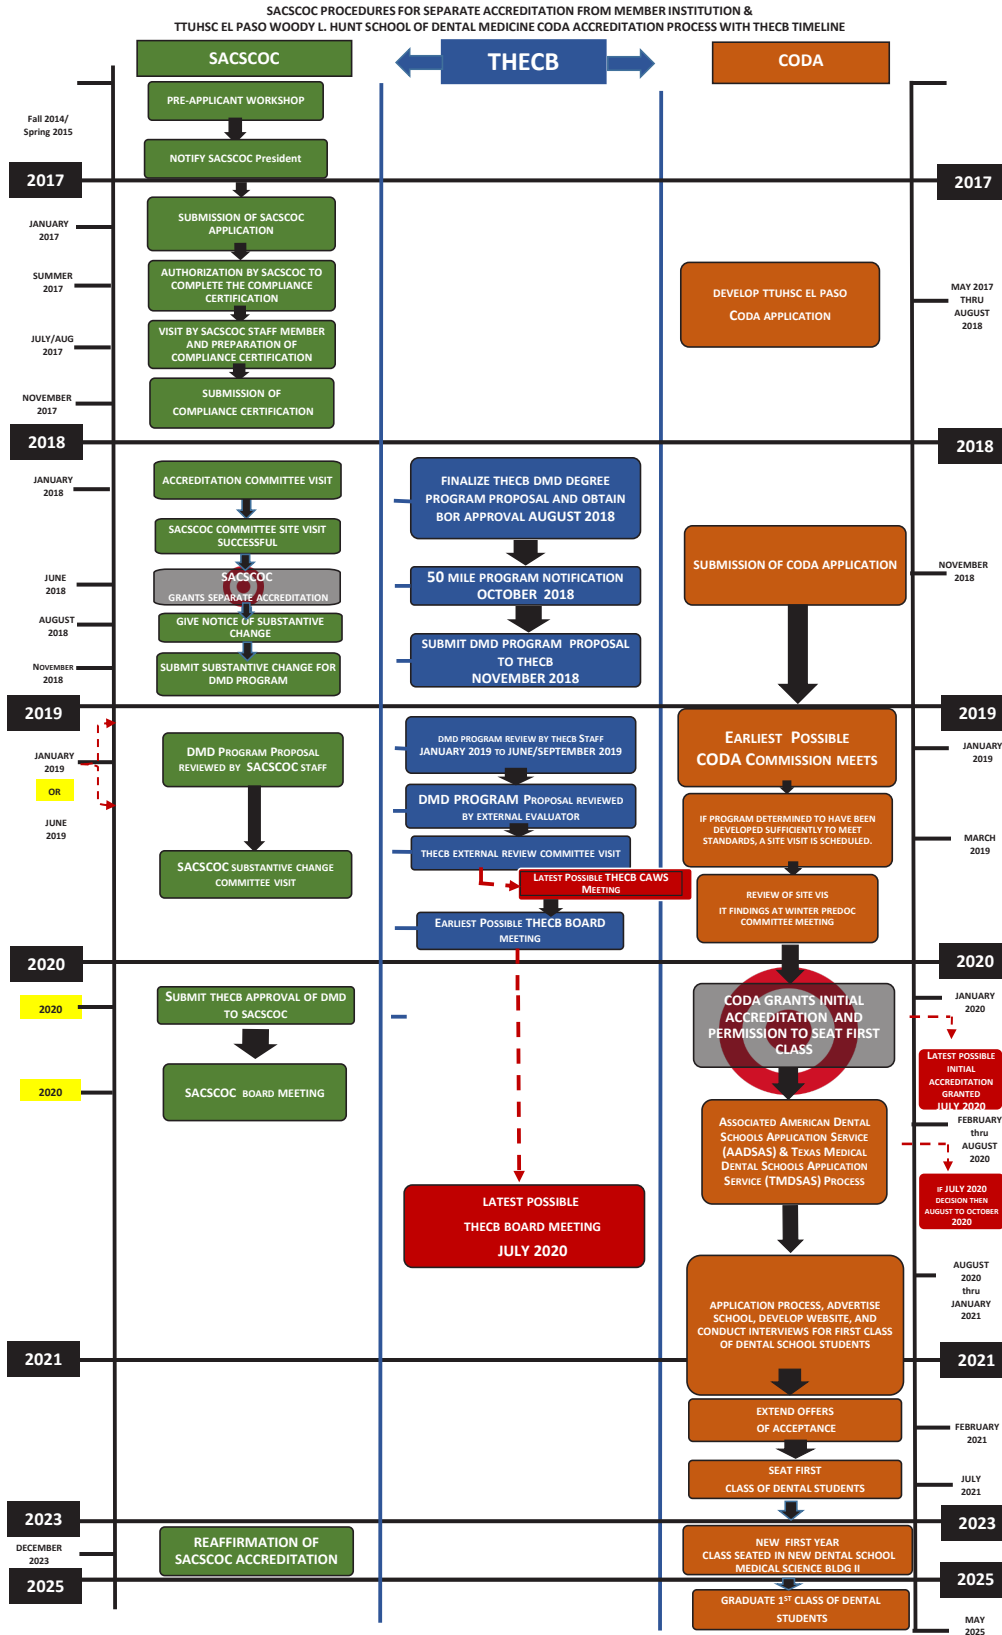 SACSCOC PROCEDURES FOR SEPARATE ACCREDITATION FROM MEMBER INSTITUTION &
TTUHSC EL PASO WOODY L. HUNT SCHOOL OF DENTAL MEDICINE CODA ACCREDITATION PROCESS WITH THECB TIMELINE
SACSCOC
THECB
CODA
PRE-APPLICANT WORKSHOP
Fall 2014/
Spring 2015
NOTIFY SACSCOC President
2017
2017
JANUARY
2017
SUBMISSION OF SACSCOC
APPLICATION
SUMMER
2017
AUTHORIZATION BY SACSCOC TO
COMPLETE THE COMPLIANCE
CERTIFICATION
DEVELOP TTUHSC EL PASO
CODA APPLICATION
MAY 2017
THRU
AUGUST
2018
JULY/AUG
2017
VISIT BY SACSCOC STAFF MEMBER
AND PREPARATION OF
COMPLIANCE CERTIFICATION
NOVEMBER
2017
SUBMISSION OF
COMPLIANCE CERTIFICATION
2018
2018
JANUARY
2018
ACCREDITATION COMMITTEE VISIT
FINALIZE THECB DMD DEGREE
PROGRAM PROPOSAL AND OBTAIN
BOR APPROVAL AUGUST 2018
SACSCOC COMMITTEE SITE VISIT
SUCCESSFUL
SUBMISSION OF CODA APPLICATION
NOVEMBER
2018
JUNE
2018
SACSCOC
GRANTS SEPARATE ACCREDITATION
50 MILE PROGRAM NOTIFICATION
OCTOBER 2018
AUGUST
2018
GIVE NOTICE OF SUBSTANTIVE
CHANGE
SUBMIT DMD PROGRAM PROPOSAL
TO THECB
NOVEMBER 2018
NOVEMBER
2018
SUBMIT SUBSTANTIVE CHANGE FOR
DMD PROGRAM
2019
2019
JANUARY
2019
OR
JUNE
2019
DMD PROGRAM PROPOSAL
REVIEWED BY SACSCOC STAFF
DMD PROGRAM REVIEW BY THECB STAFF
JANUARY 2019 TO JUNE/SEPTEMBER 2019
EARLIEST POSSIBLE
CODA COMMISSION MEETS
JANUARY
2019
DMD PROGRAM PROPOSAL REVIEWED
BY EXTERNAL EVALUATOR
IF PROGRAM DETERMINED TO HAVE BEEN
DEVELOPED SUFFICIENTLY TO MEET
STANDARDS, A SITE VISIT IS SCHEDULED.
MARCH
2019
THECB EXTERNAL REVIEW COMMITTEE VISIT
SACSCOC SUBSTANTIVE CHANGE
COMMITTEE VISIT
LATEST POSSIBLE THECB CAWS
MEETING
REVIEW OF SITE VIS
IT FINDINGS AT WINTER PREDOC
COMMITTEE MEETING
EARLIEST POSSIBLE THECB BOARD
MEETING
2020
2020
2020
SUBMIT THECB APPROVAL OF DMD
TO SACSCOC
CODA GRANTS INITIAL
ACCREDITATION AND
PERMISSION TO SEAT FIRST
CLASS
JANUARY
2020
LATEST POSSIBLE
INITIAL
ACCREDITATION
GRANTED
JULY 2020
2020
SACSCOC BOARD MEETING
ASSOCIATED AMERICAN DENTAL
SCHOOLS APPLICATION SERVICE
(AADSAS) & TEXAS MEDICAL
DENTAL SCHOOLS APPLICATION
SERVICE (TMDSAS) PROCESS
FEBRUARY
thru
AUGUST
2020
IF JULY 2020
DECISION THEN
AUGUST TO OCTOBER
2020
LATEST POSSIBLE
THECB BOARD MEETING
JULY 2020
APPLICATION PROCESS, ADVERTISE
SCHOOL, DEVELOP WEBSITE, AND
CONDUCT INTERVIEWS FOR FIRST CLASS
OF DENTAL SCHOOL STUDENTS
AUGUST
2020
thru
JANUARY
2021
2021
2021
EXTEND OFFERS
OF ACCEPTANCE
FEBRUARY
2021
SEAT FIRST
CLASS OF DENTAL STUDENTS
JULY
2021
2023
2023
DECEMBER
2023
REAFFIRMATION OF
SACSCOC ACCREDITATION
NEW FIRST YEAR
CLASS SEATED IN NEW DENTAL SCHOOL
MEDICAL SCIENCE BLDG II
2025
2025
GRADUATE 1ST CLASS OF DENTAL
STUDENTS
MAY
2025